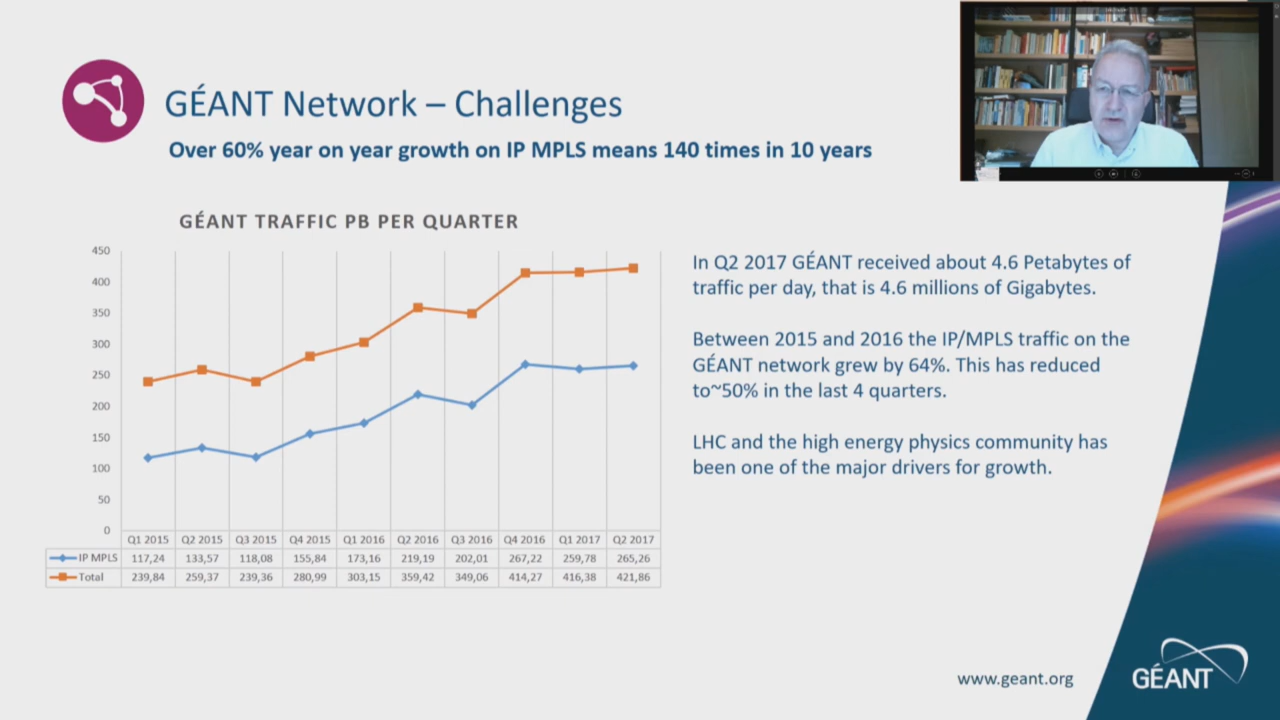 GÉANT Network – Challenges
Over 60% year on year growth on IP MPLS means 140 times in 10 years
GÉANT TRAFFIC PB PER QUARTER
450
400
350
300
250
200
150
100
50
0
Q1 2015 Q2 2015 Q3 2015 Q4 2015 Q1 2016 Q2 2016 Q3 2016 Q4 2016 Q1 2017 Q2 2017
IP MPLS 117,24 133,57 118,08 155,84 173,16 219,19 202,01 267,22 259,78 265,26
Total 239,84 259,37 239,36 280,99 303,15 359,42 349,06 414,27 416,38 421,86
In Q2 2017 GÉANT received about 4.6 Petabytes of
traffic per day, that is 4.6 millions of Gigabytes.
Between 2015 and 2016 the IP/MPLS traffic on the
GÉANT network grew by 64%. This has reduced
to~50% in the last 4 quarters.
LHC and the high energy physics community has
been one of the major drivers for growth.
www.geant.org
GÉANT